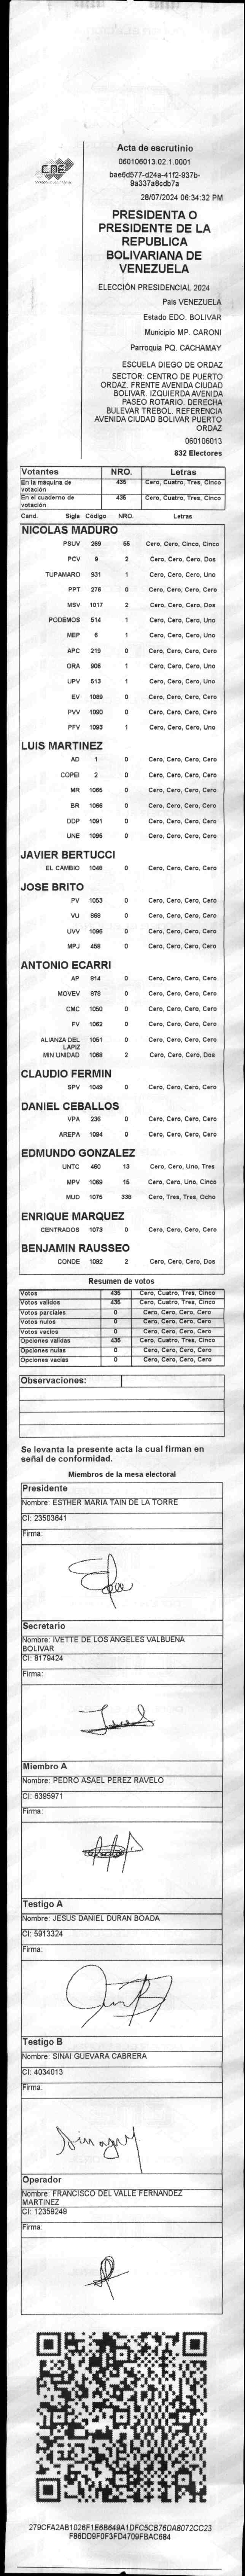 CNE
Acta de escrutinio
060106013.02.1.0001
bae6d577-d24a-41f2-937b-
9a337a8cdb7a
28/07/2024 06:34:32 PM
PRESIDENTA O
PRESIDENTE DE LA
REPUBLICA
BOLIVARIANA DE
VENEZUELA
ELECCIÓN PRESIDENCIAL 2024
Pais VENEZUELA
Estado EDO. BOLIVAR
Municipio MP. CARONI
Parroquia PQ. CACHAMAY
ESCUELA DIEGO DE ORDAZ
SECTOR: CENTRO DE PUERTO
ORDAZ. FRENTE AVENIDA CIUDAD
BOLIVAR. IZQUIERDA AVENIDA
PASEO ROTARIO. DERECHA
BULEVAR TREBOL. REFERENCIA
AVENIDA CIUDAD BOLIVAR PUERTO
ORDAZ
060106013
832 Electores
Votantes NRO. Letras
En la máquina de votación 435 Cero, Cuatro, Tres, Cinco
En el cuaderno de votación 435 Cero, Cuatro, Tres, Cinco
Cand. Sigla Código NRO. Letras
NICOLAS MADURO
PSUV 269 55 Cero, Cero, Cinco, Cinco
PCV 9 2 Cero, Cero, Cero, Dos
TUPAMARO 931 1 Cero, Cero, Cero, Uno
PPT 276 0 Cero, Cero, Cero, Cero
MSV 1017 2 Cero, Cero, Cero, Dos
PODEMOS 514 1 Cero, Cero, Cero, Uno
MEP 6 1 Cero, Cero, Cero, Uno
APC 219 0 Cero, Cero, Cero, Cero
ORA 906 1 Cero, Cero, Cero, Uno
UPV 513 1 Cero, Cero, Cero, Uno
EV 1089 0 Cero, Cero, Cero, Cero
PVV 1090 0 Cero, Cero, Cero, Cero
PFV 1093 1 Cero, Cero, Cero, Uno
LUIS MARTINEZ
AD 1 0 Cero, Cero, Cero, Cero
COPEI 2 0 Cero, Cero, Cero, Cero
MR 1065 0 Cero, Cero, Cero, Cero
BR 1086 0 Cero, Cero, Cero, Cero
DDP 1091 0 Cero, Cero, Cero, Cero
UNE 1095 0 Cero, Cero, Cero, Cero
JAVIER BERTUCCI
EL CAMBIO 1048 0 Cero, Cero, Cero, Cero
JOSE BRITO
PV 1053 0 Cero, Cero, Cero, Cero
VU 868 0 Cero, Cero, Cero, Cero
UVV 1096 0 Cero, Cero, Cero, Cero
MPJ 458 0 Cero, Cero, Cero, Cero
ANTONIO ECARRI
AP 814 0 Cero, Cero, Cero, Cero
MOVEV 978 0 Cero, Cero, Cero, Cero
CMC 1050 0 Cero, Cero, Cero, Cero
FV 1062 0 Cero, Cero, Cero, Cero
ALIANZA DEL LAPIZ 1051 0 Cero, Cero, Cero, Cero
MIN UNIDAD 1068 2 Cero, Cero, Cero, Dos
CLAUDIO FERMIN
SPV 1049 0 Cero, Cero, Cero, Cero
DANIEL CEBALLOS
VPA 236 0 Cero, Cero, Cero, Cero
AREPA 1094 0 Cero, Cero, Cero, Cero
EDMUNDO GONZALEZ
UNTC 460 13 Cero, Cero, Uno, Tres
MPV 1069 15 Cero, Cero, Uno, Cinco
MUD 1075 338 Cero, Tres, Tres, Ocho
ENRIQUE MARQUEZ
CENTRADOS 1073 0 Cero, Cero, Cero, Cero
BENJAMIN RAUSSEO
CONDE 1092 2 Cero, Cero, Cero, Dos
Resumen de votos
Votos 435 Cero, Cuatro, Tres, Cinco
Votos validos 435 Cero, Cuatro, Tres, Cinco
Votos parciales 0 Cero, Cero, Cero, Cero
Votos nulos 0 Cero, Cero, Cero, Cero
Votos vacios 0 Cero, Cero, Cero, Cero
Opciones validas 435 Cero, Cuatro, Tres, Cinco
Opciones nulas 0 Cero, Cero, Cero, Cero
Opciones vacias 0 Cero, Cero, Cero, Cero
Observaciones:
Se levanta la presente acta la cual firman en
señal de conformidad.
Miembros de la mesa electoral
Presidente
Nombre: ESTHER MARIA TAIN DE LA TORRE
CI: 23503641
Firma:
Secretario
Nombre: IVETTE DE LOS ANGELES VALBUENA
BOLIVAR
CI: 8179424
Firma:
Miembro A
Nombre: PEDRO ASAEL PEREZ RAVELO
CI: 6395971
Firma:
Testigo A
Nombre: JESUS DANIEL DURAN BOADA
CI: 5913324
Firma:
Testigo B
Nombre: SINAI GUEVARA CABRERA
CI: 4034013
Firma:
Operador
Nombre: FRANCISCO DEL VALLE FERNANDEZ
MARTINEZ
CI: 12359249
Firma:
279CFA2AB1026F1E6B649A1DFC5CB76DA8072CC23
F86DD9F0F3FD4709FBAC684